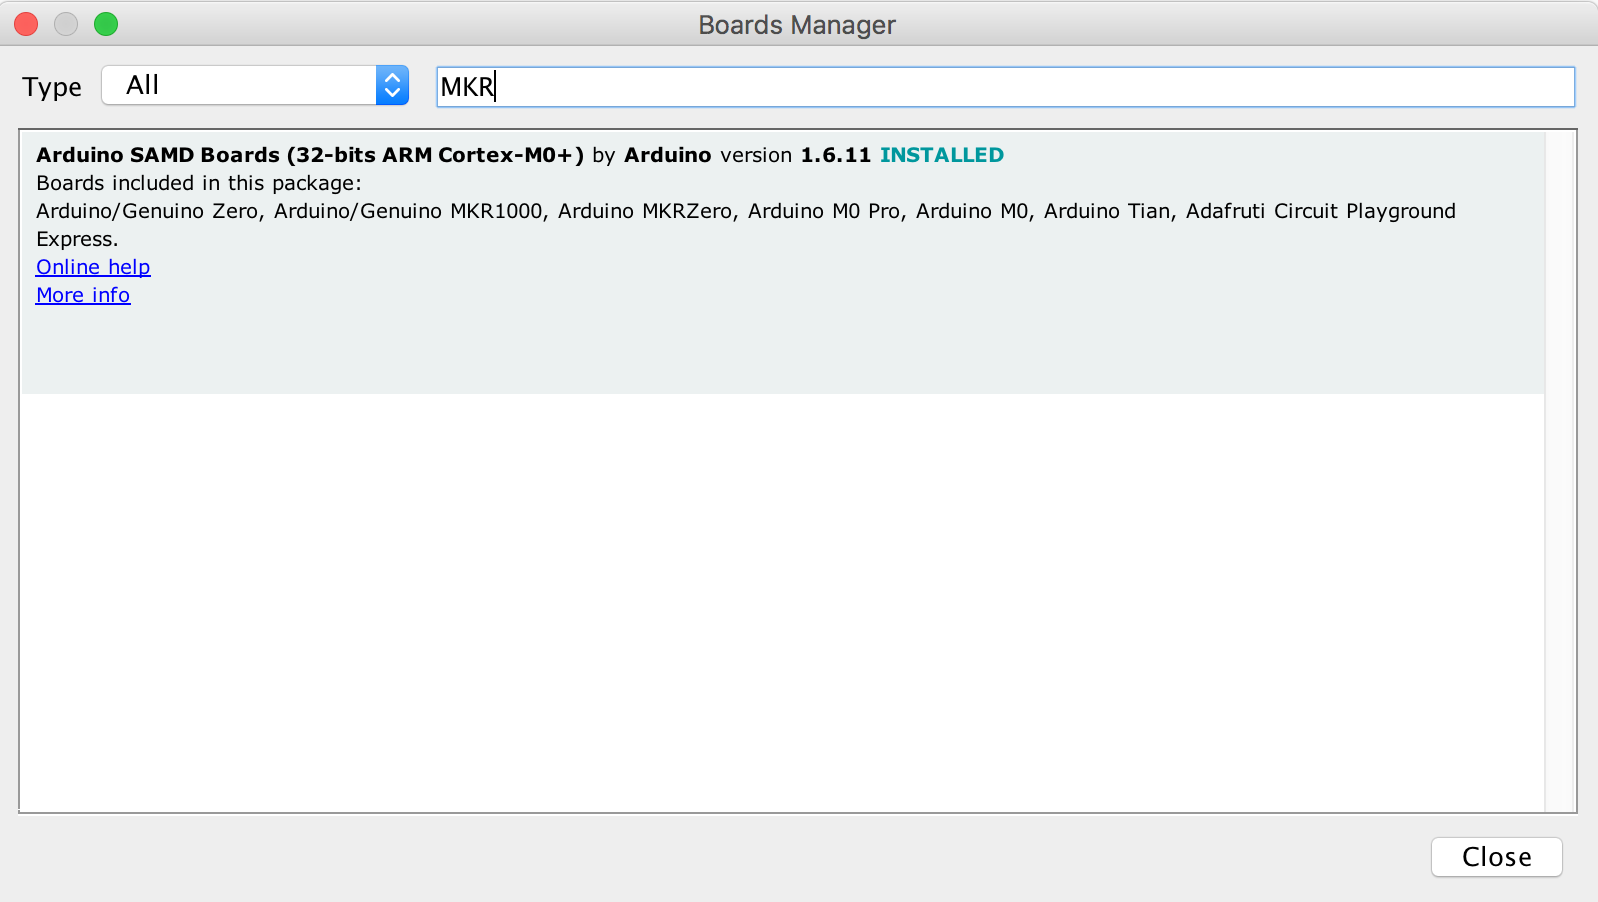 Boards Manager
Type All MKR
Arduino SAMD Boards (32-bits ARM Cortex-M0+) by Arduino version 1.6.11 INSTALLED
Boards included in this package:
Arduino/Genuino Zero, Arduino/Genuino MKR1000, Arduino MKRZero, Arduino M0 Pro, Arduino M0, Arduino Tian, Adafruti Circuit Playground
Express.
Online help
More info
Close